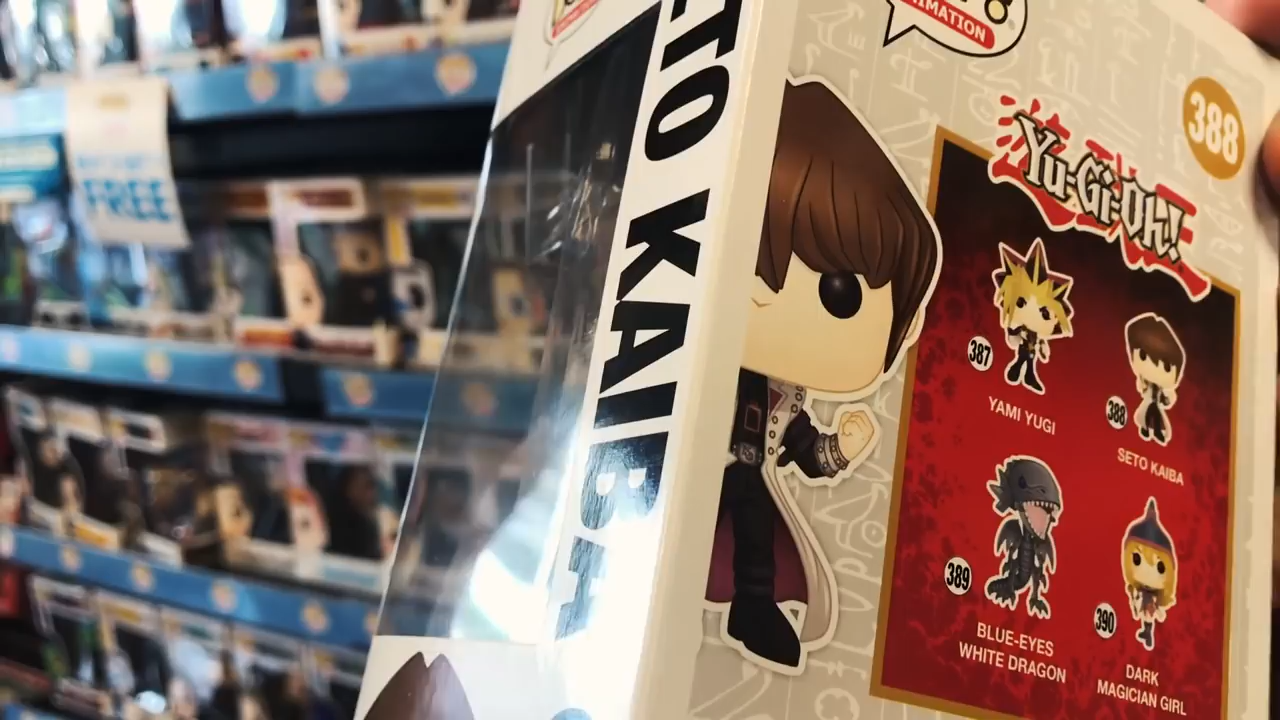 FREE
ETO KAIBA
ANIMATION
388
Yu-Gi-Oh!
387
YAMI YUGI
388
SETO KAIBA
389
BLUE-EYES
WHITE DRAGON
390
DARK
MAGICIAN GIRL